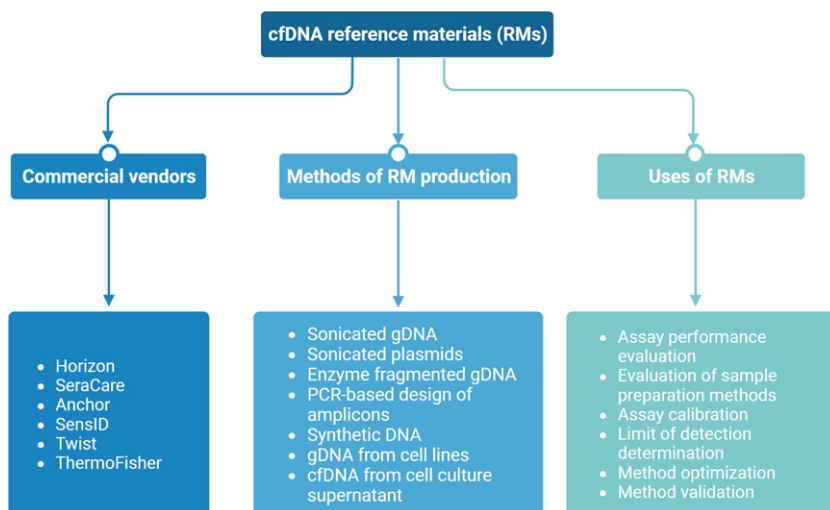 cfDNA reference materials (RMs)
Commercial vendors
Methods of RM production
Uses of RMs
• Horizon
• SeraCare
• Anchor
• SensID
• Twist
• ThermoFisher
• Sonicated gDNA
• Sonicated plasmids
• Enzyme fragmented gDNA
• PCR-based design of
amplicons
• Synthetic DNA
• gDNA from cell lines
• cfDNA from cell culture
supernatant
• Assay performance
evaluation
• Evaluation of sample
preparation methods
• Assay calibration
• Limit of detection
determination
• Method optimization
• Method validation